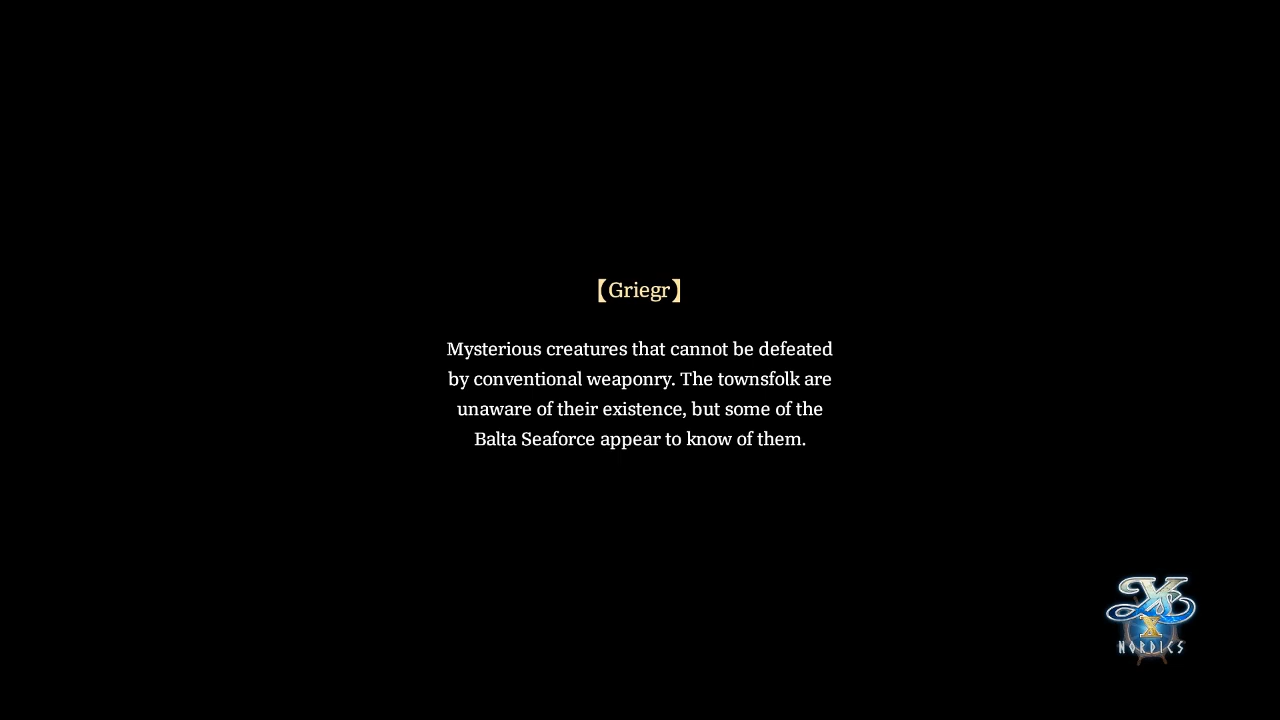 【Griegr】
Mysterious creatures that cannot be defeated
by conventional weaponry. The townsfolk are
unaware of their existence, but some of the
Balta Seaforce appear to know of them.
Ys
X
NORDICS